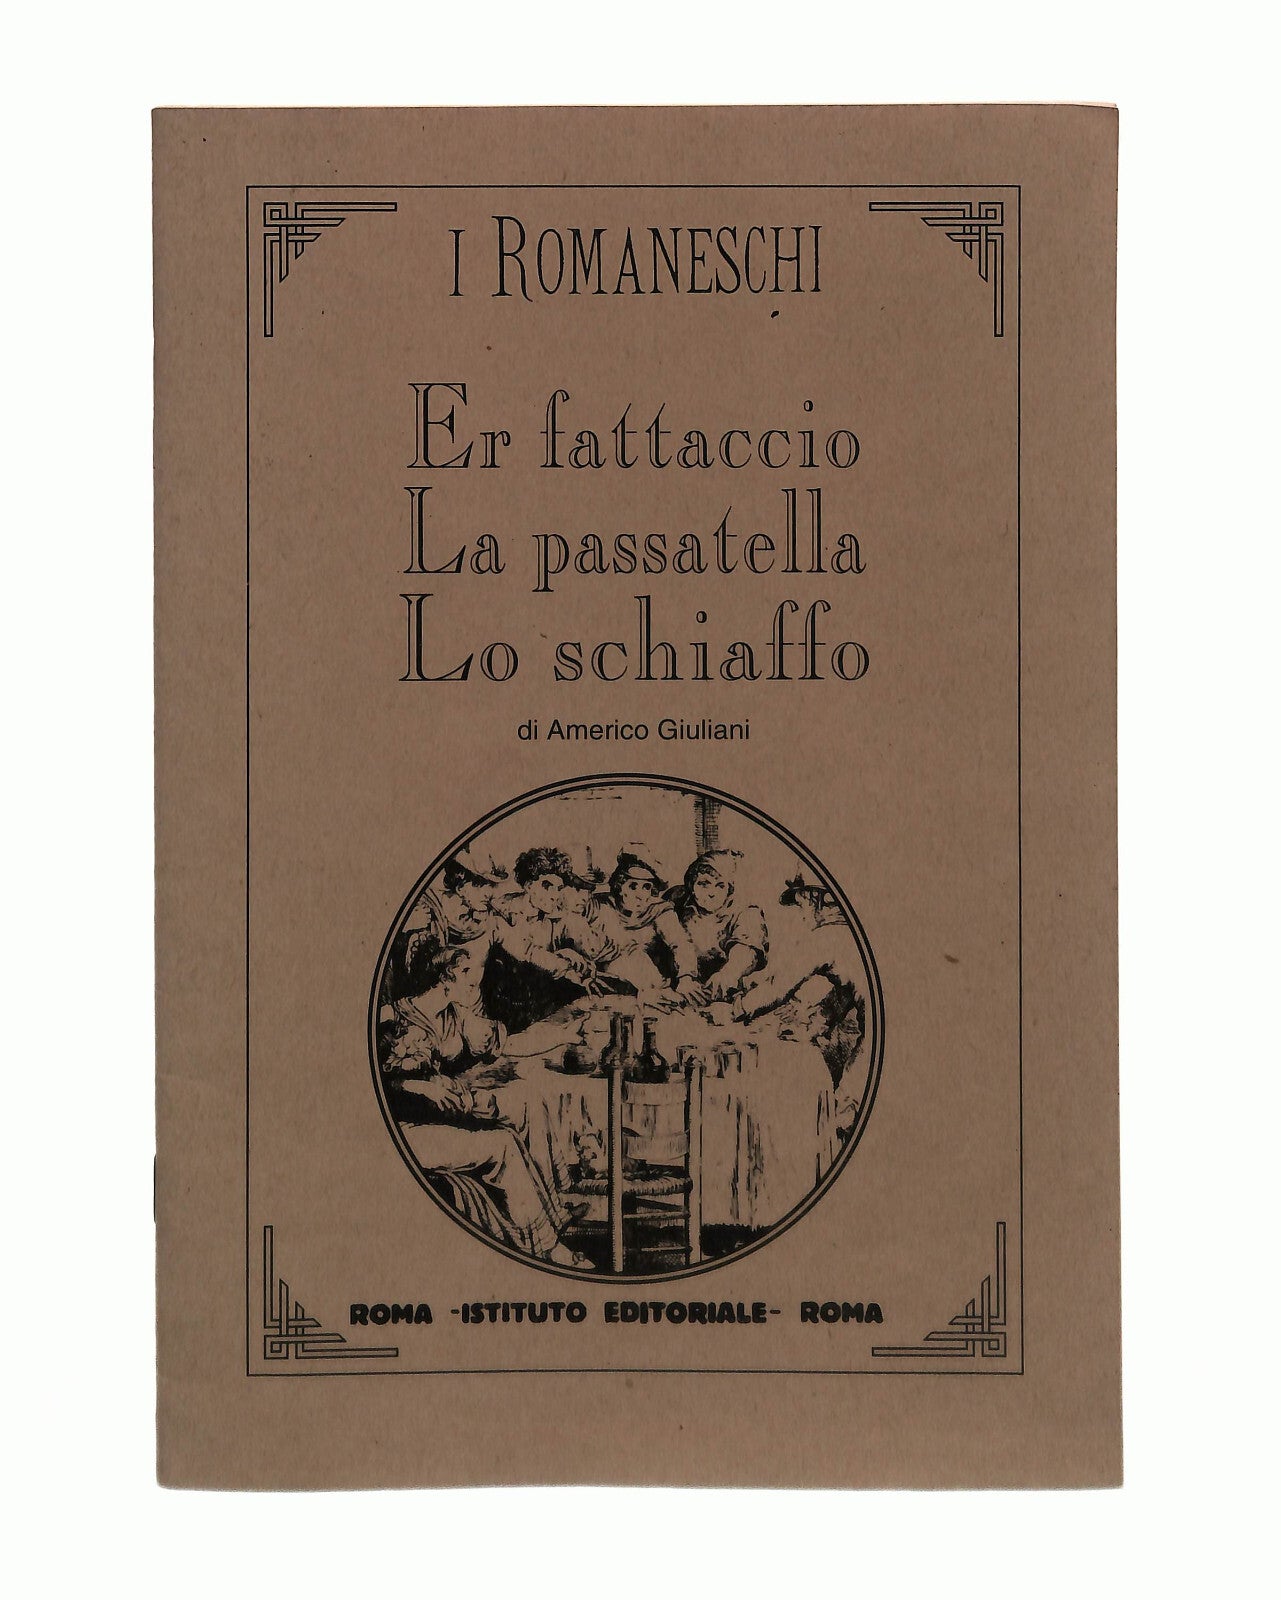 I ROMANESCHI
Er fattaccio
La passatella
Lo schiaffo
di Americo Giuliani
ROMA -ISTITUTO EDITORIALE- ROMA